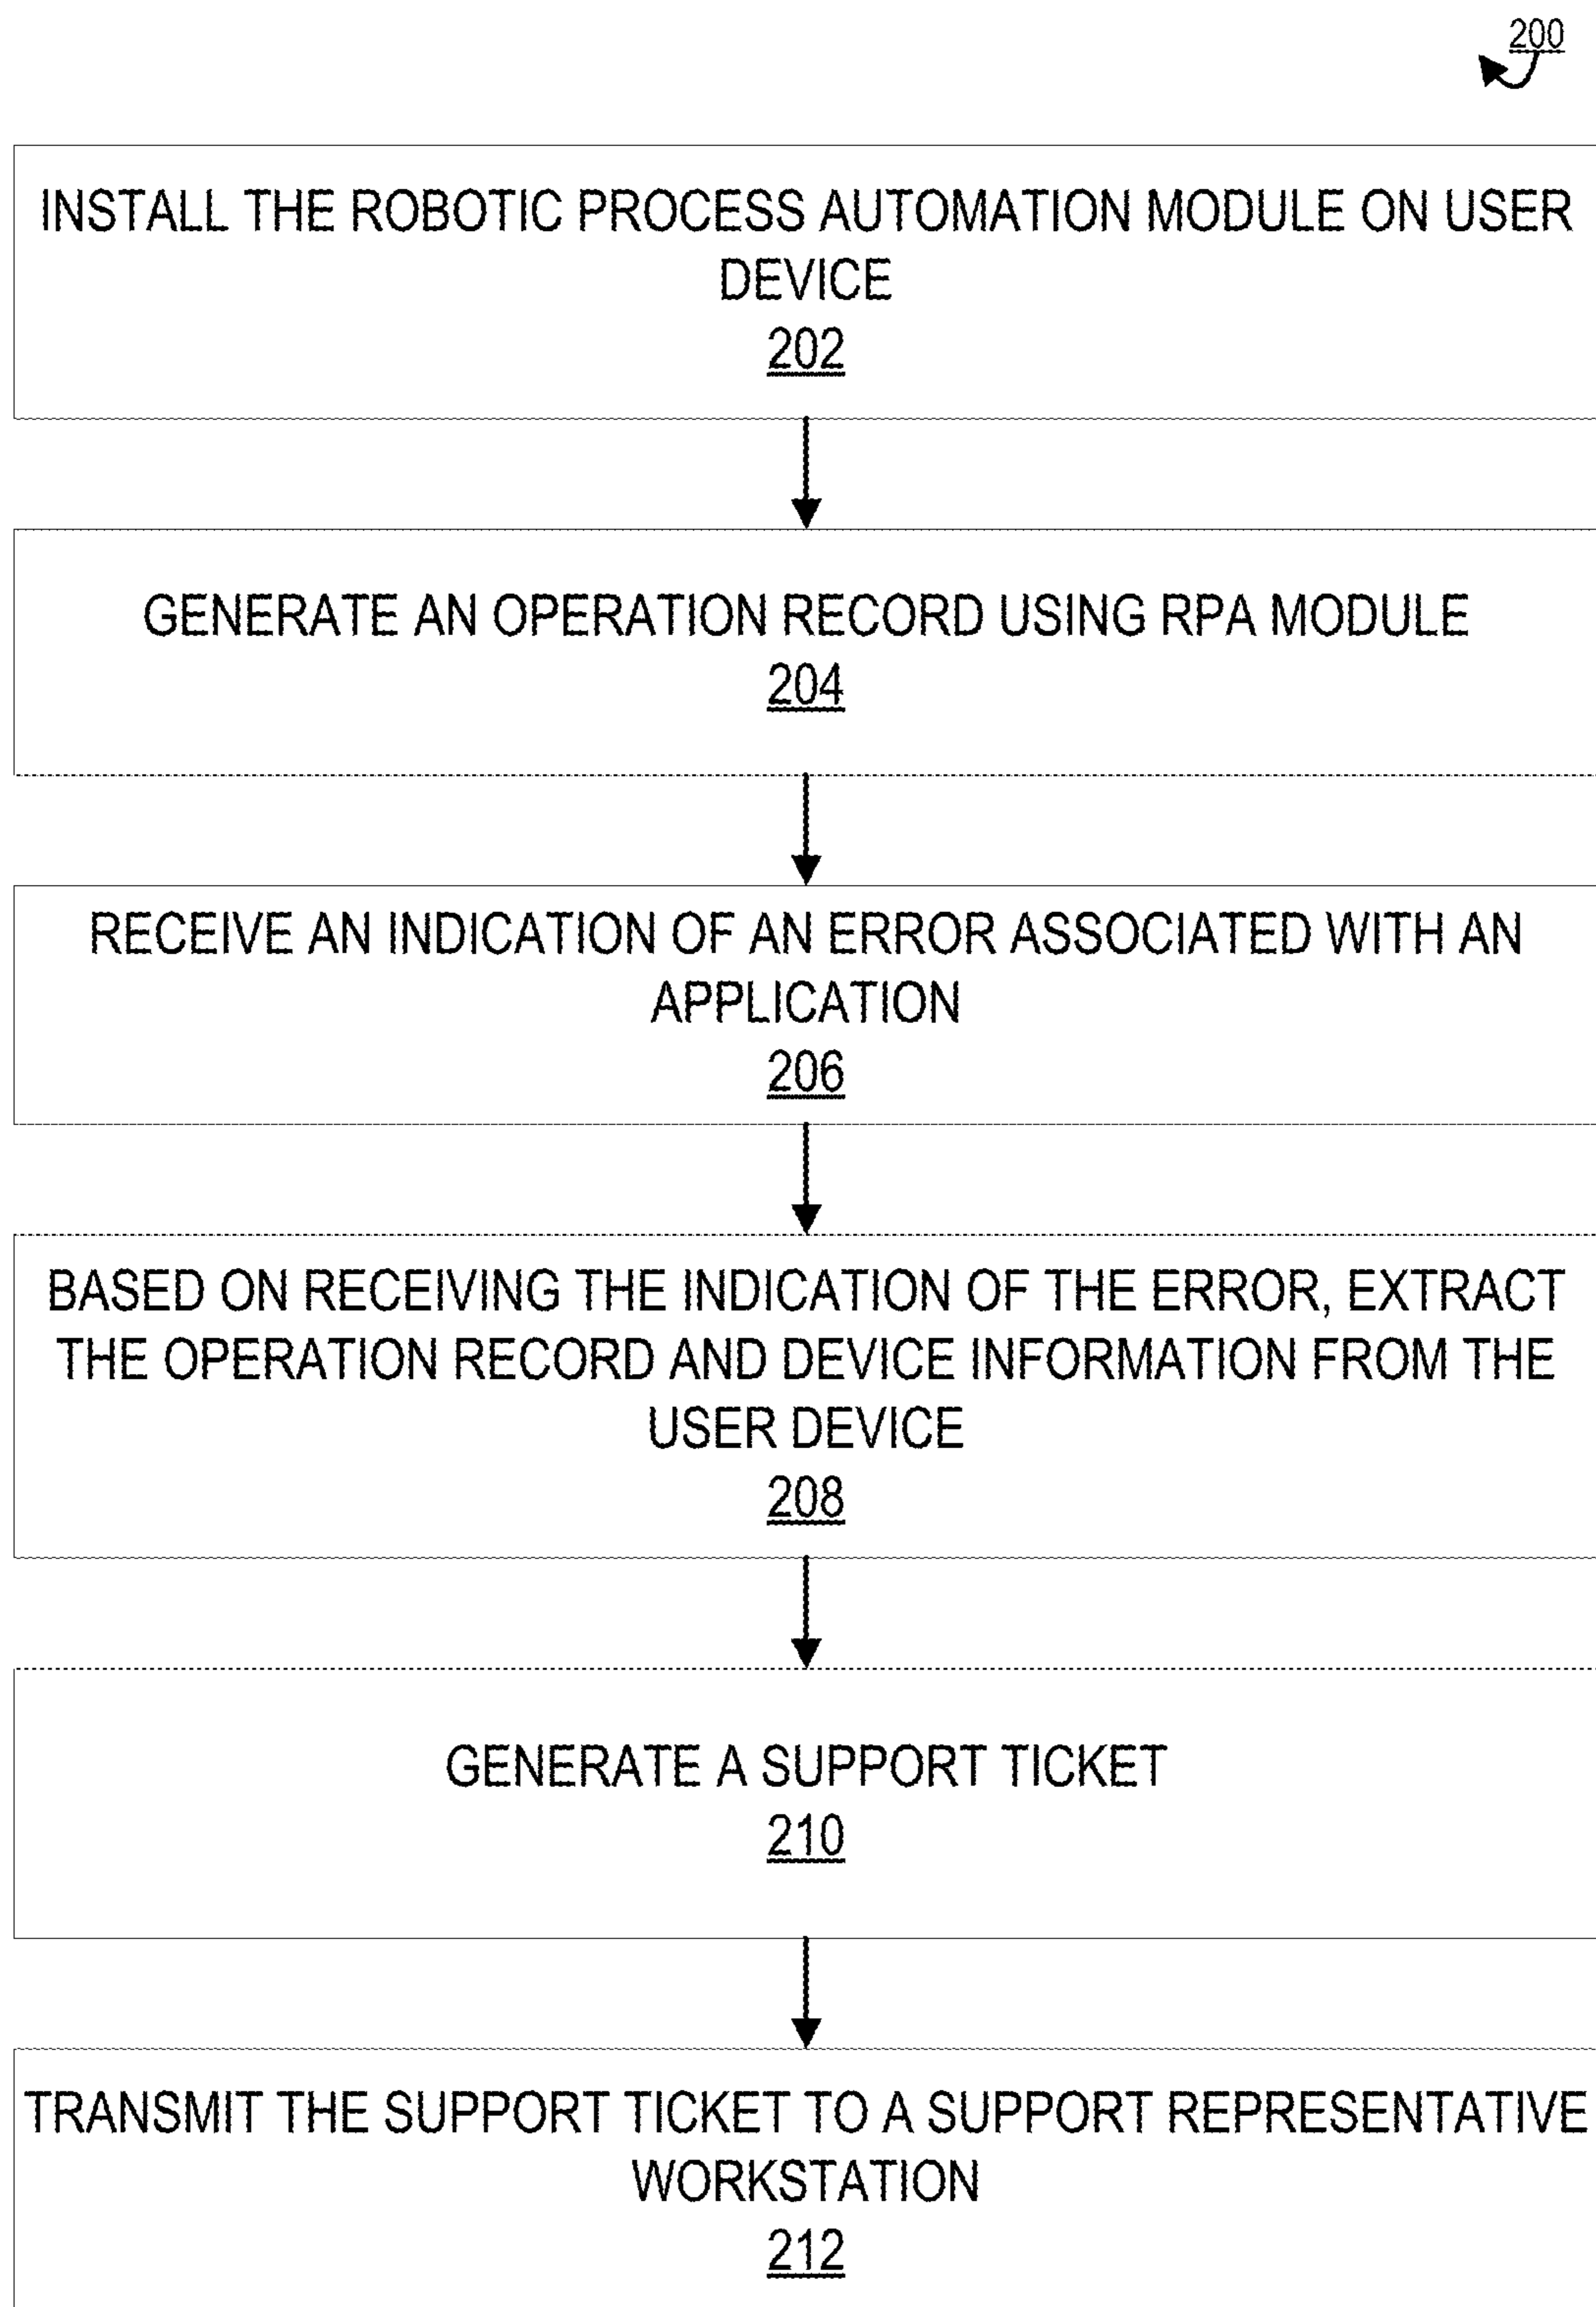 200
INSTALL THE ROBOTIC PROCESS AUTOMATION MODULE ON USER
DEVICE
202
GENERATE AN OPERATION RECORD USING RPA MODULE
204
RECEIVE AN INDICATION OF AN ERROR ASSOCIATED WITH AN
APPLICATION
206
BASED ON RECEIVING THE INDICATION OF THE ERROR, EXTRACT
THE OPERATION RECORD AND DEVICE INFORMATION FROM THE
USER DEVICE
208
GENERATE A SUPPORT TICKET
210
TRANSMIT THE SUPPORT TICKET TO A SUPPORT REPRESENTATIVE
WORKSTATION
212